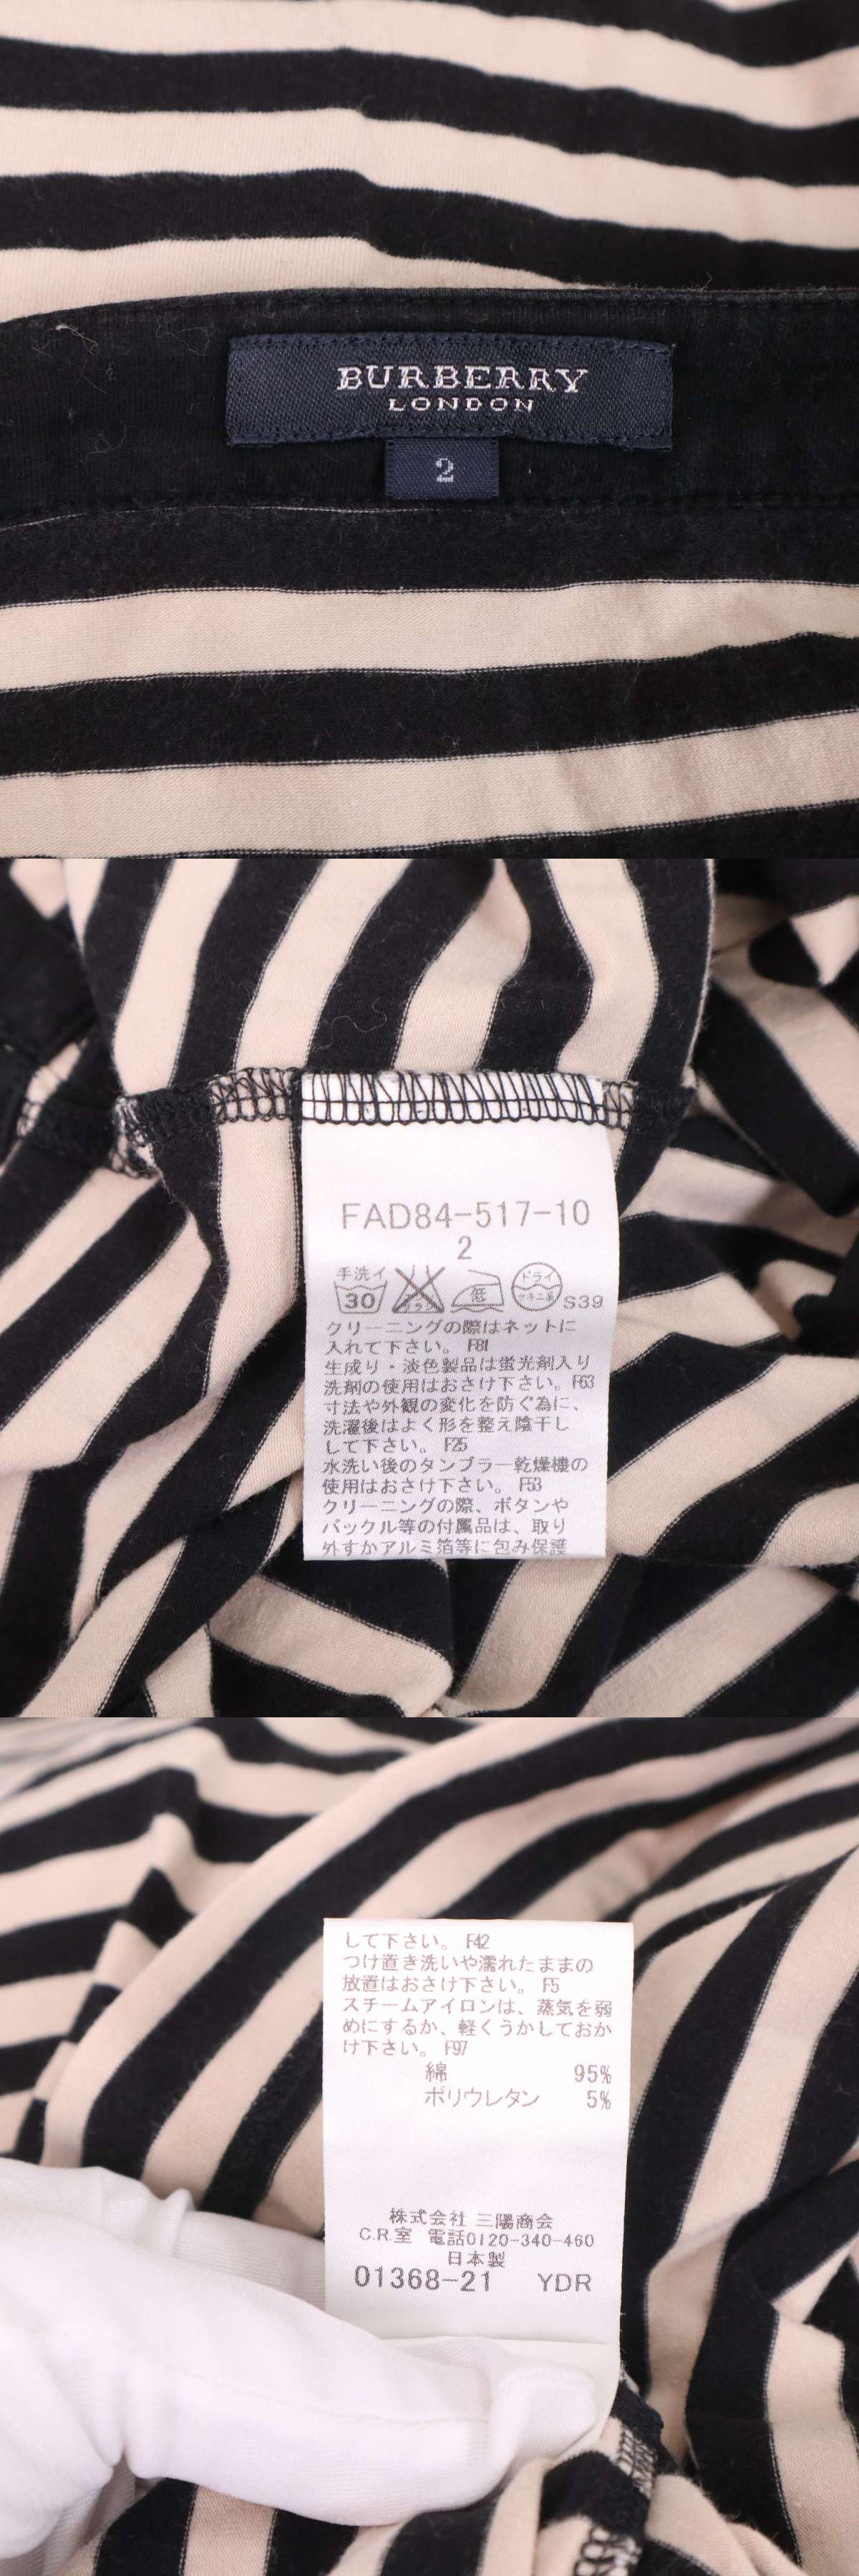 BURBERRY
LONDON
2
FAD84-517-10
2
手洗イ
30
低
ドライ
セキユ系
S39
クリーニングの際はネットに
入れて下さい。 F81
生成り・淡色製品は蛍光剤入り
洗剤の使用はおさけ下さい。F63
寸法や外観の変化を防ぐ為に、
洗濯後はよく形を整え陰干し
して下さい。 F25
水洗い後のタンブラー乾燥機の
使用はおさけ下さい。 F53
クリーニングの際、ボタンや
バックル等の付属品は、取り
外すかアルミ箔等に包み保護
して下さい。 F42
つけ置き洗いや濡れたままの
放置はおさけ下さい。 F5
スチームアイロンは、蒸気を弱
めにするか、軽くうかしておか
け下さい。 F97
綿 95%
ポリウレタン 5%
株式会社 三陽商会
C.R.室 電話0120-340-460
日本製
01368-21 YDR